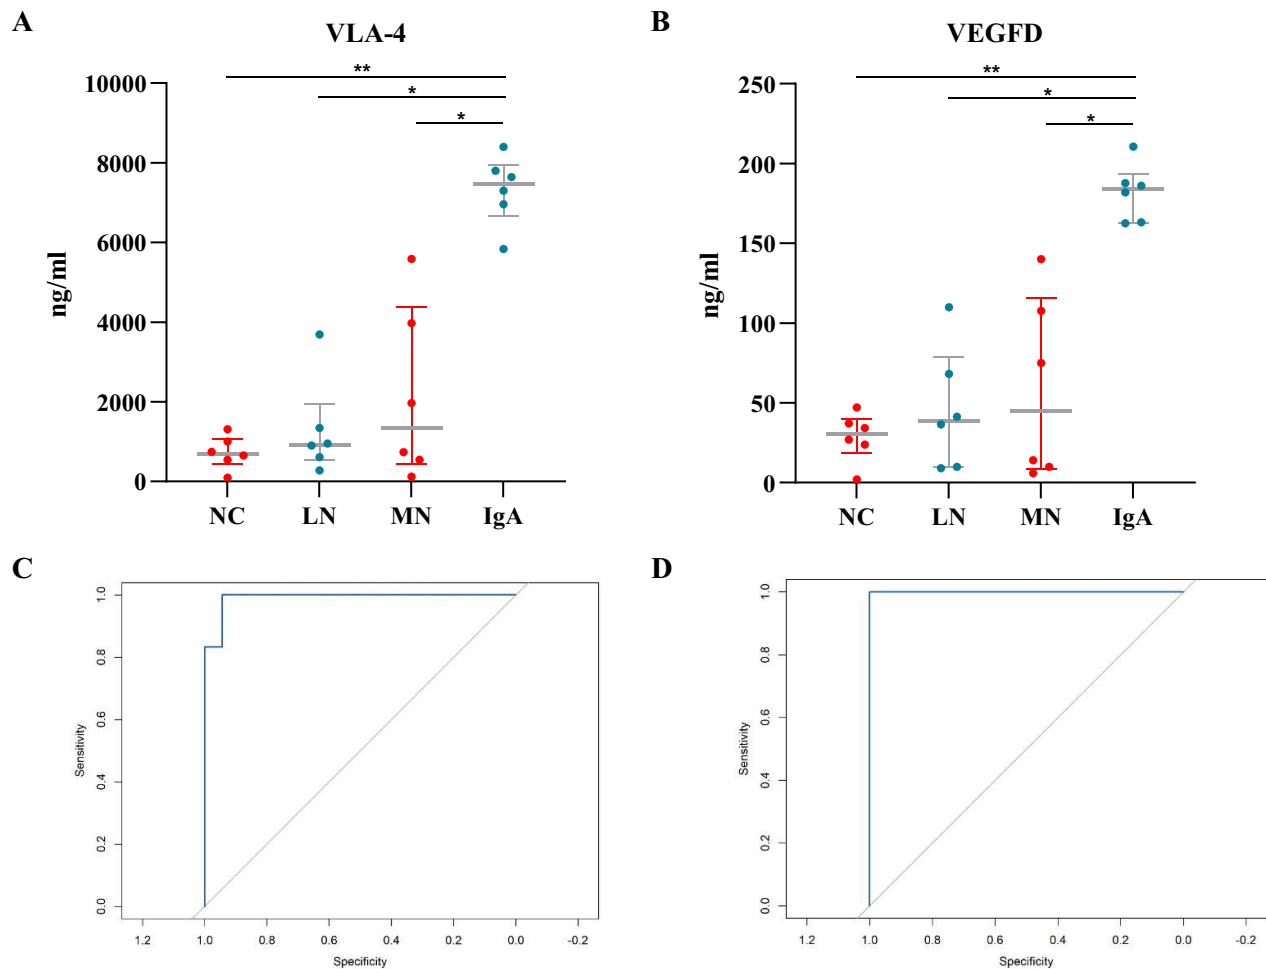 A
VLA-4
ng/ml
10000
8000
6000
4000
2000
0
**
*
*
NC LN MN IgA
B
VEGFD
ng/ml
250
200
150
100
50
0
**
*
*
NC LN MN IgA
C
Sensitivity
1.0
0.8
0.6
0.4
0.2
0.0
1.2 1.0 0.8 0.6 0.4 0.2 0.0 -0.2
Specificity
D
Sensitivity
1.0
0.8
0.6
0.4
0.2
0.0
1.2 1.0 0.8 0.6 0.4 0.2 0.0 -0.2
Specificity